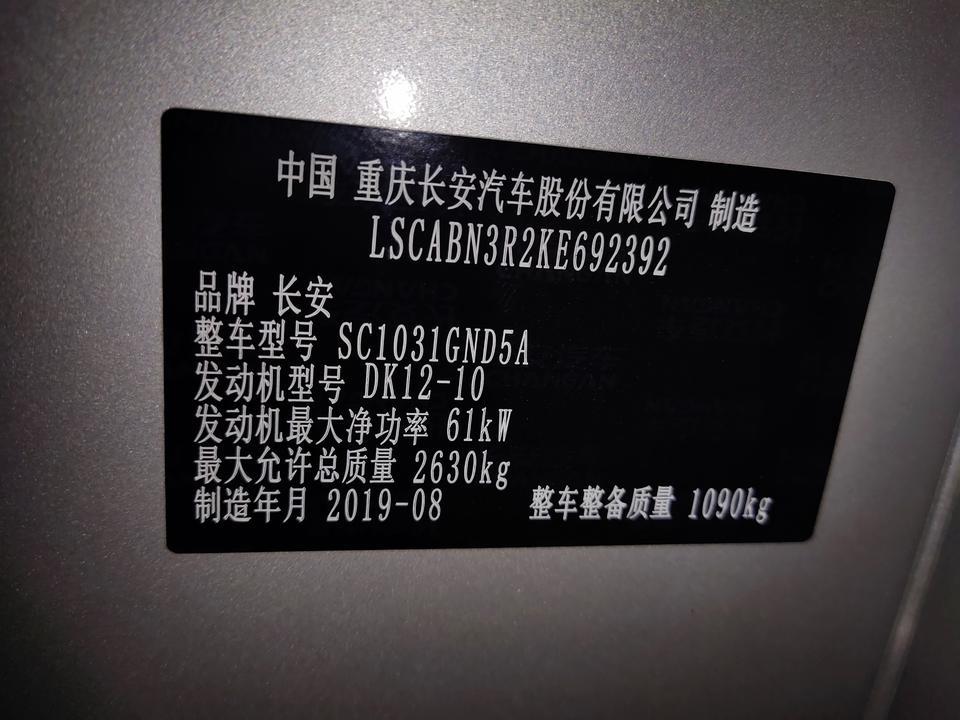 中国 重庆长安汽车股份有限公司 制造
LSCABN3R2KE692392
品牌 长安
整车型号 SC1031GND5A
发动机型号 DK12-10
发动机最大净功率 61kW
最大允许总质量 2630kg
制造年月 2019-08 整车整备质量 1090kg